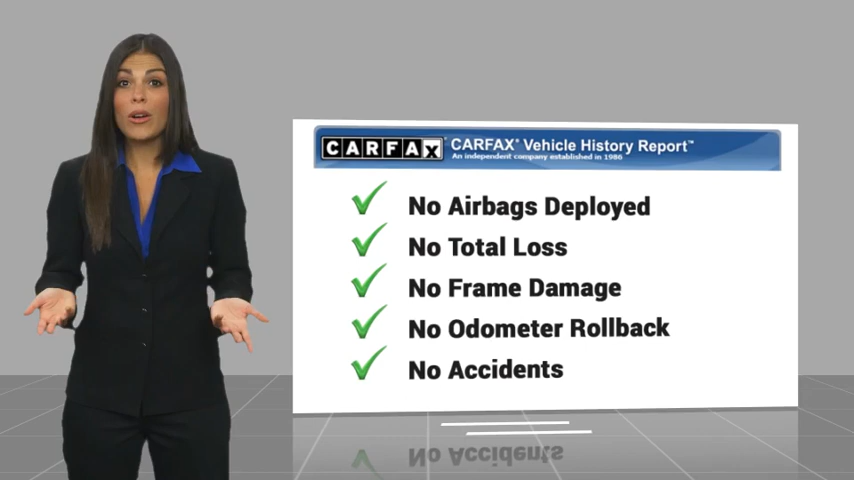 CARFAX CARFAX® Vehicle History Report™
An independent company established in 1986
No Airbags Deployed
No Total Loss
No Frame Damage
No Odometer Rollback
No Accidents
No Accidents